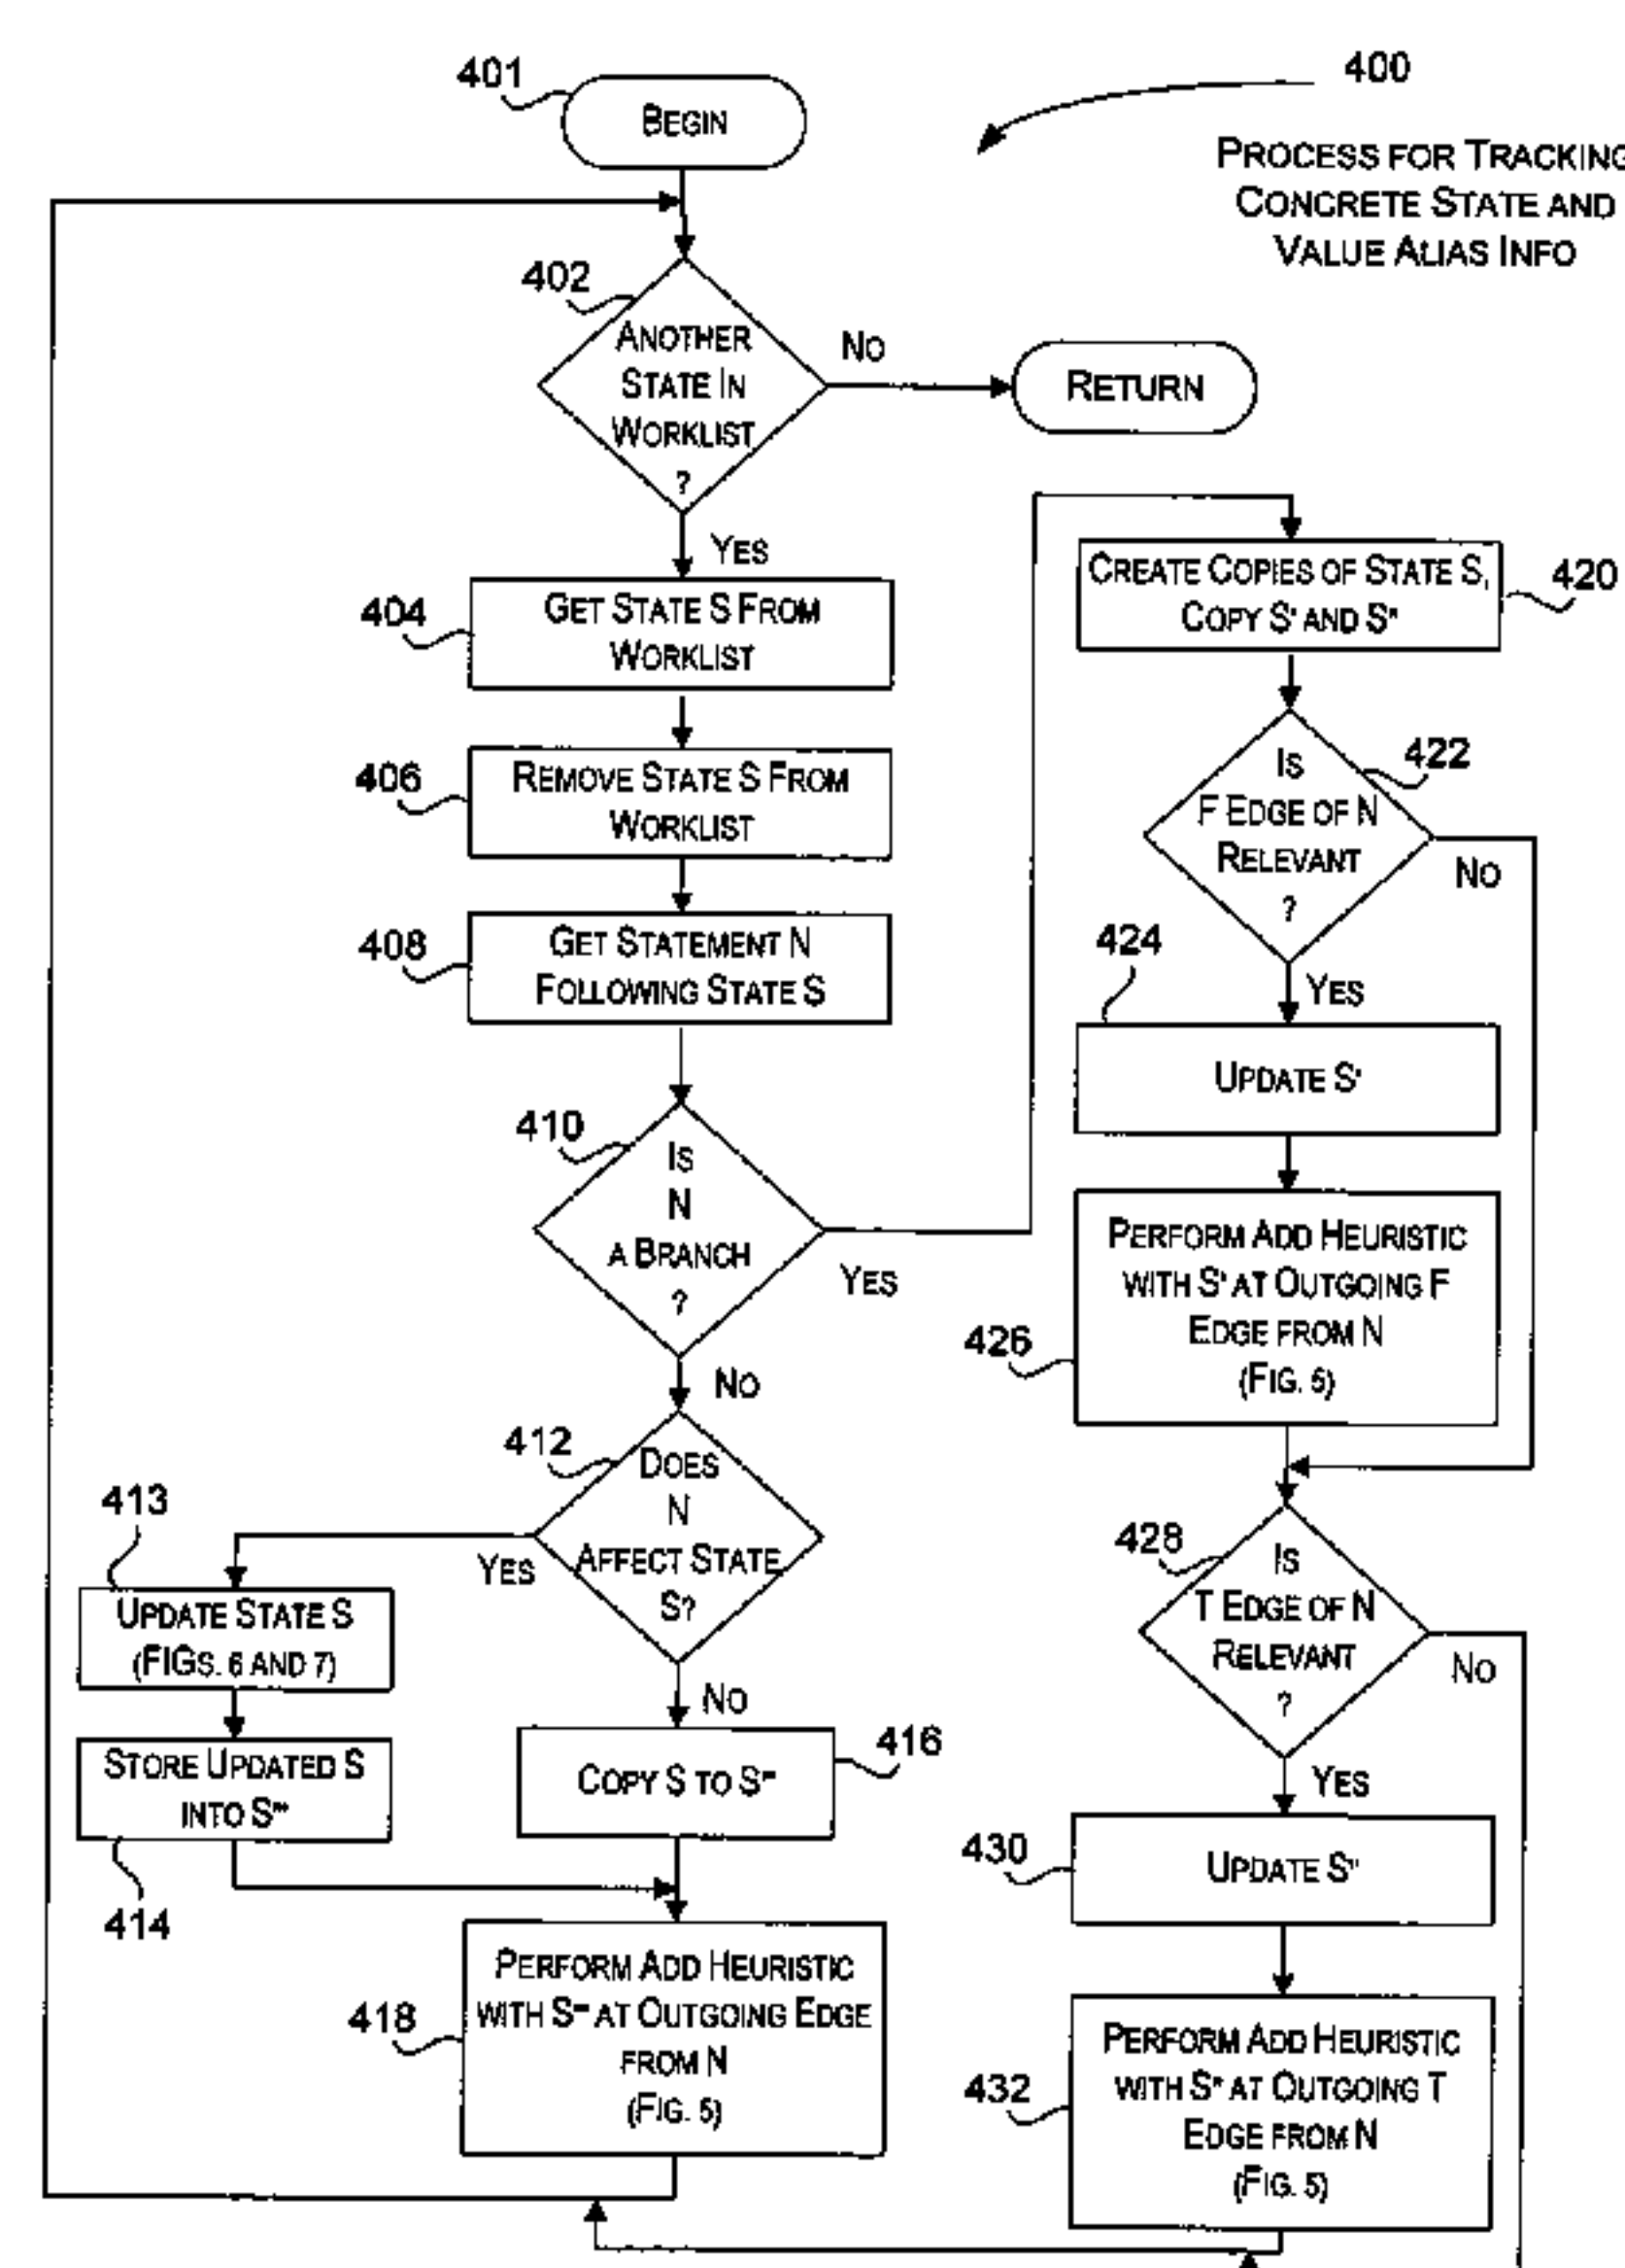 401
BEGIN
400
PROCESS FOR TRACKING
CONCRETE STATE AND
VALUE ALIAS INFO
402
ANOTHER
STATE IN
WORKLIST
?
NO
RETURN
YES
404
GET STATE S FROM
WORKLIST
406
REMOVE STATE S FROM
WORKLIST
408
GET STATEMENT N
FOLLOWING STATE S
410
IS
N
A BRANCH
?
YES
NO
412
DOES
N
AFFECT STATE
S?
YES
413
UPDATE STATE S
(FIGS. 6 AND 7)
STORE UPDATED S
INTO S'''
414
NO
416
COPY S TO S'''
418
PERFORM ADD HEURISTIC
WITH S''' AT OUTGOING EDGE
FROM N
(FIG. 5)
420
CREATE COPIES OF STATE S,
COPY S' AND S''
422
IS
F EDGE OF N
RELEVANT
?
NO
YES
424
UPDATE S'
426
PERFORM ADD HEURISTIC
WITH S' AT OUTGOING F
EDGE FROM N
(FIG. 5)
428
IS
T EDGE OF N
RELEVANT
?
NO
YES
430
UPDATE S''
432
PERFORM ADD HEURISTIC
WITH S'' AT OUTGOING T
EDGE FROM N
(FIG. 5)